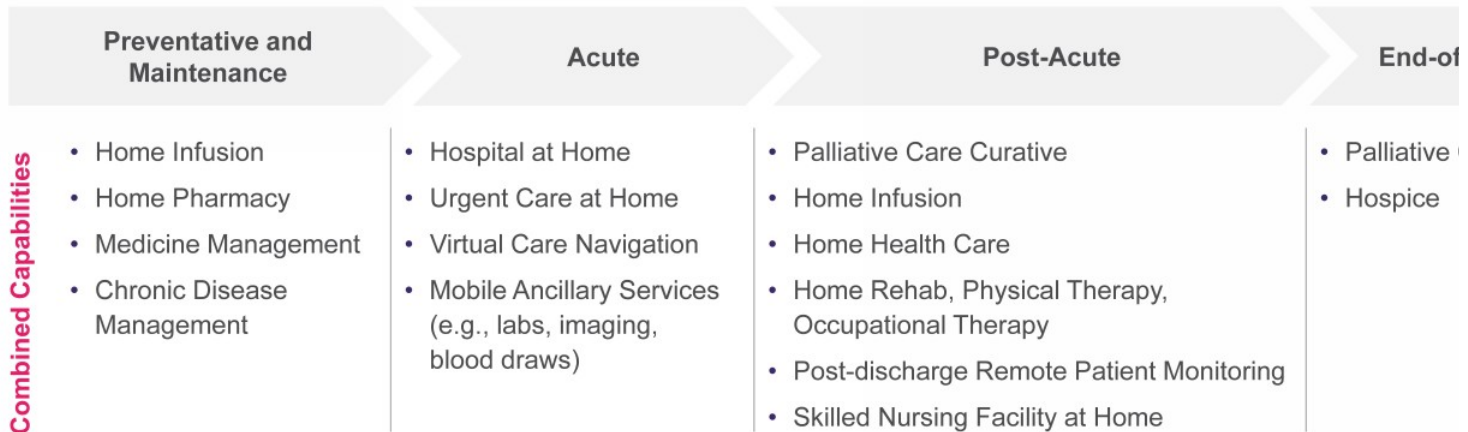 Preventative and
Maintenance
Acute
Post-Acute
End-of
Combined Capabilities
• Home Infusion
• Home Pharmacy
• Medicine Management
• Chronic Disease
Management
• Hospital at Home
• Urgent Care at Home
• Virtual Care Navigation
• Mobile Ancillary Services
(e.g., labs, imaging,
blood draws)
• Palliative Care Curative
• Home Infusion
• Home Health Care
• Home Rehab, Physical Therapy,
Occupational Therapy
• Post-discharge Remote Patient Monitoring
• Skilled Nursing Facility at Home
• Palliative
• Hospice